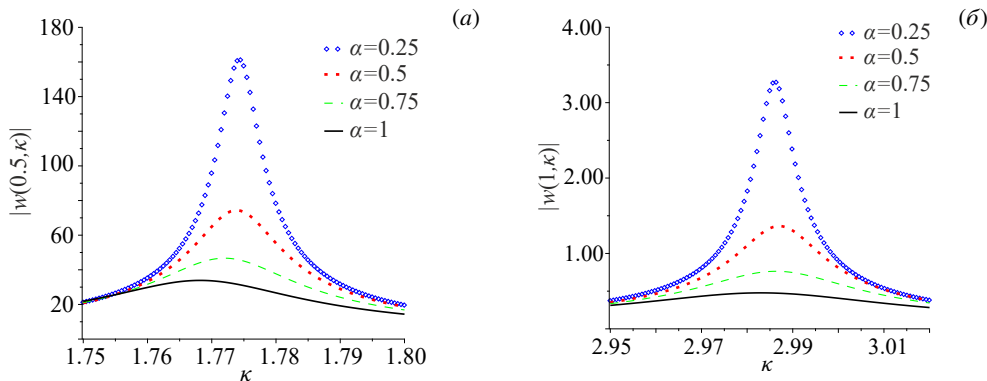 (а)
|w(0.5,κ)|
180
140
100
60
20
α=0.25
α=0.5
α=0.75
α=1
1.75 1.76 1.77 1.78 1.79 1.80
κ
(б)
|w(1,κ)|
4.00
3.00
2.00
1.00
α=0.25
α=0.5
α=0.75
α=1
2.95 2.97 2.99 3.01
κ